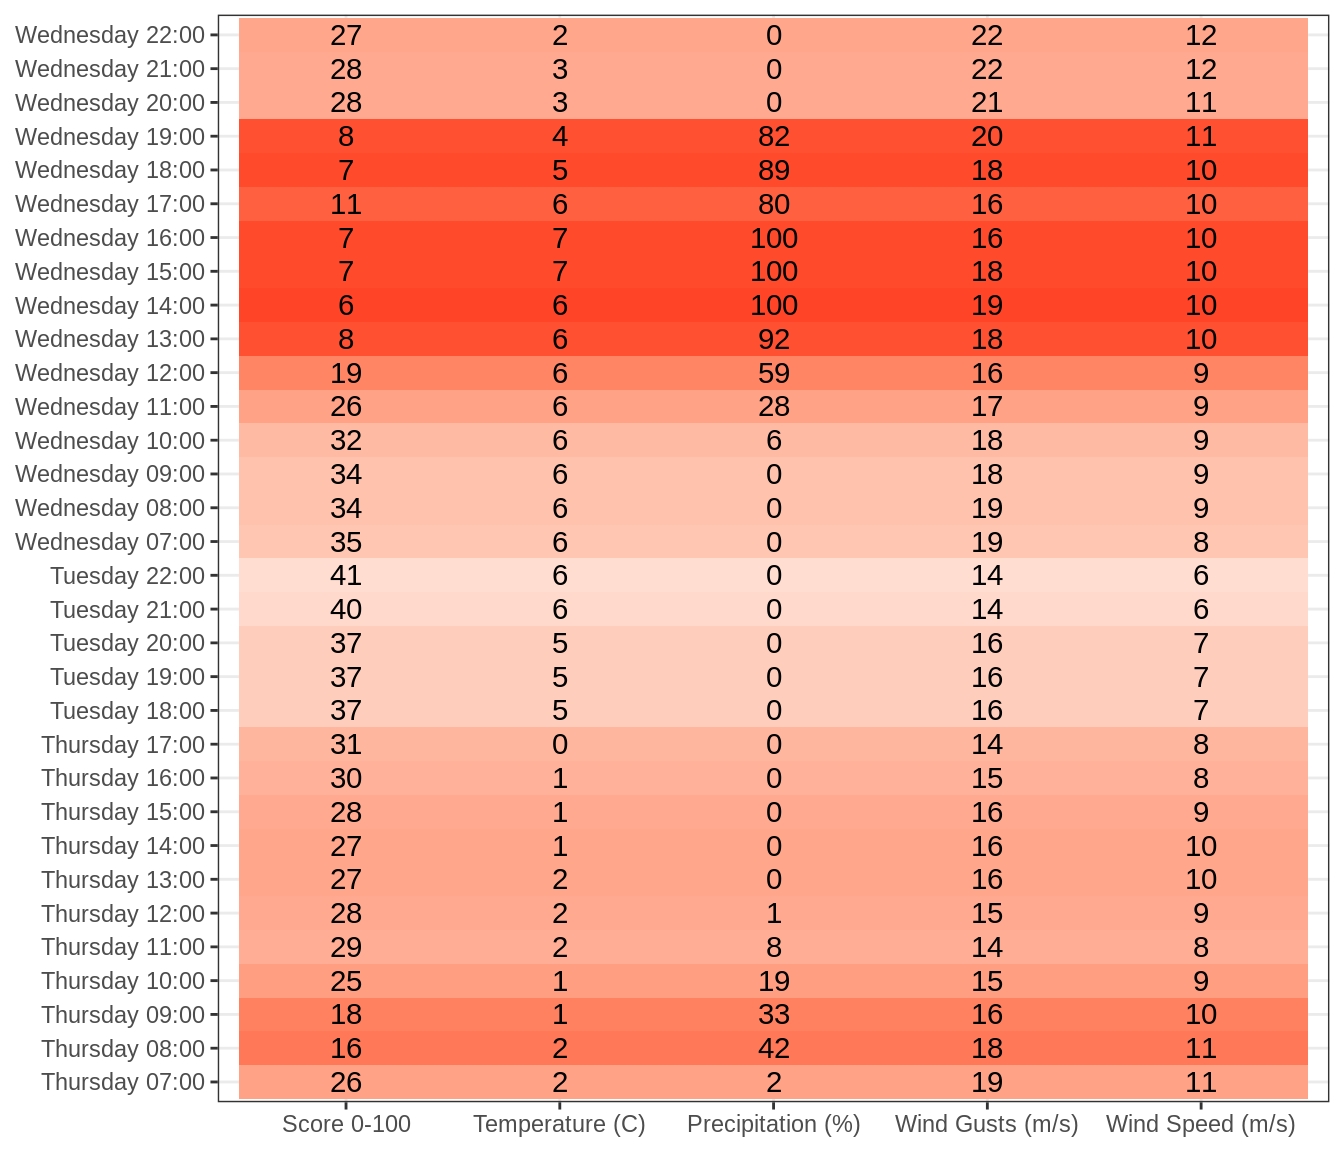 Wednesday 22:00 27 2 0 22 12
Wednesday 21:00 28 3 0 22 12
Wednesday 20:00 28 3 0 21 11
Wednesday 19:00 8 4 82 20 11
Wednesday 18:00 7 5 89 18 10
Wednesday 17:00 11 6 80 16 10
Wednesday 16:00 7 7 100 16 10
Wednesday 15:00 7 7 100 18 10
Wednesday 14:00 6 6 100 19 10
Wednesday 13:00 8 6 92 18 10
Wednesday 12:00 19 6 59 16 9
Wednesday 11:00 26 6 28 17 9
Wednesday 10:00 32 6 6 18 9
Wednesday 09:00 34 6 0 18 9
Wednesday 08:00 34 6 0 19 9
Wednesday 07:00 35 6 0 19 8
Tuesday 22:00 41 6 0 14 6
Tuesday 21:00 40 6 0 14 6
Tuesday 20:00 37 5 0 16 7
Tuesday 19:00 37 5 0 16 7
Tuesday 18:00 37 5 0 16 7
Thursday 17:00 31 0 0 14 8
Thursday 16:00 30 1 0 15 8
Thursday 15:00 28 1 0 16 9
Thursday 14:00 27 1 0 16 10
Thursday 13:00 27 2 0 16 10
Thursday 12:00 28 2 1 15 9
Thursday 11:00 29 2 8 14 8
Thursday 10:00 25 1 19 15 9
Thursday 09:00 18 1 33 16 10
Thursday 08:00 16 2 42 18 11
Thursday 07:00 26 2 2 19 11
Score 0-100 Temperature (C) Precipitation (%) Wind Gusts (m/s) Wind Speed (m/s)